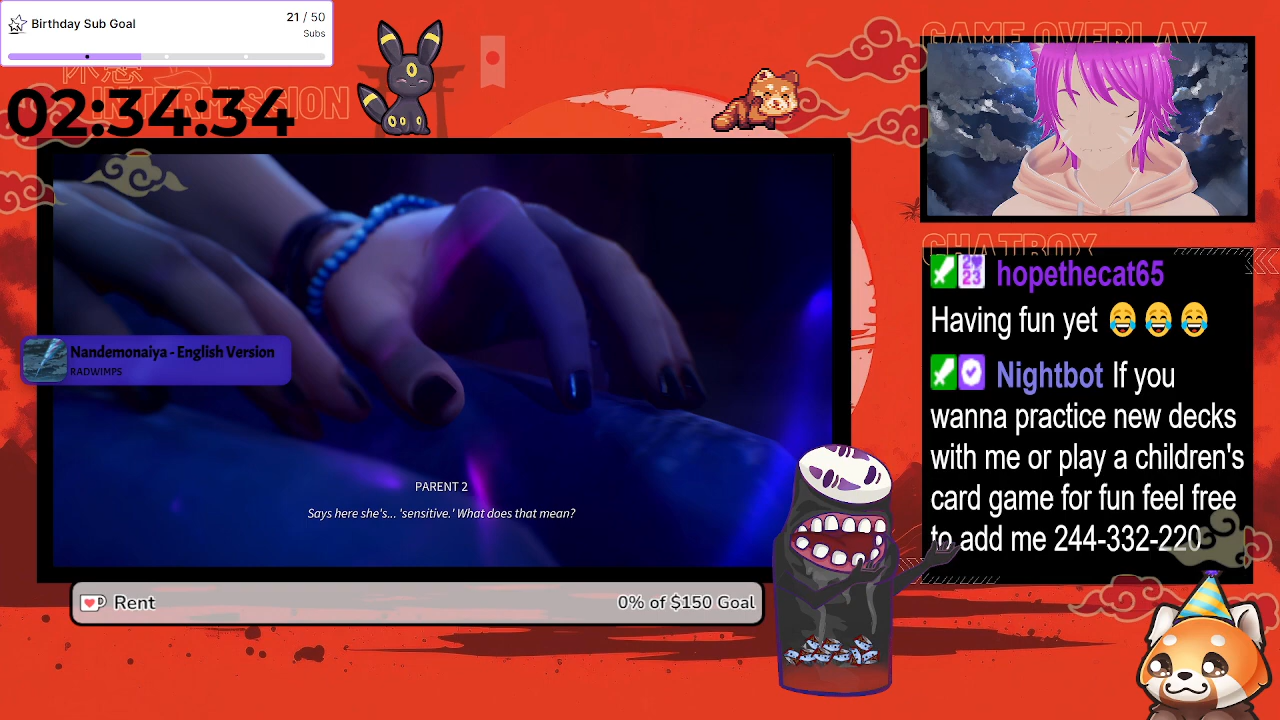 Birthday Sub Goal
21 / 50
Subs
GAME OVERLAY
INTERMISSION
02:34:34
Nandemonaiya - English Version
RADWIMPS
PARENT 2
Says here she's... 'sensitive.' What does that mean?
Rent
0% of $150 Goal
CHATBOX
hopethecat65
Having fun yet 😂 😂 😂
Nightbot If you
wanna practice new decks
with me or play a children's
card game for fun feel free
to add me 244-332-220